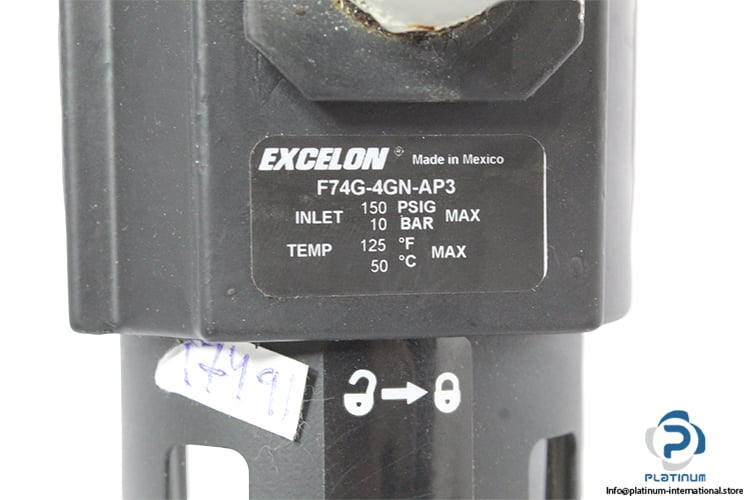 EXCELON® Made in Mexico
F74G-4GN-AP3
INLET 150 PSIG MAX
10 BAR
TEMP 125 °F MAX
50 °C
17491
PLATINUM
Info@platinum-international.store